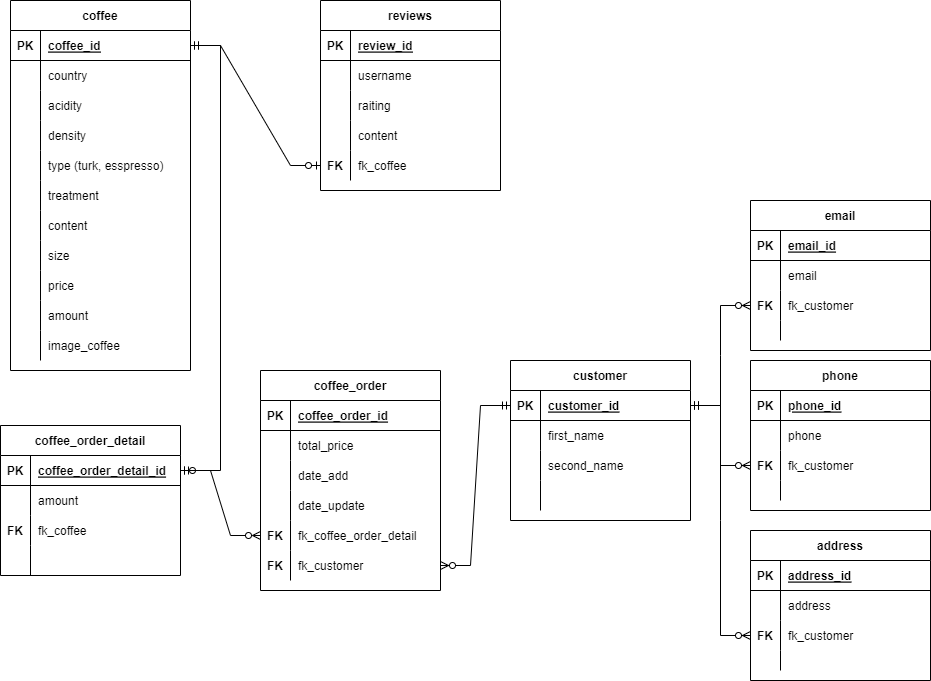 coffee
PK coffee_id
country
acidity
density
type (turk, esspresso)
treatment
content
size
price
amount
image_coffee
reviews
PK review_id
username
raiting
content
FK fk_coffee
email
PK email_id
email
FK fk_customer
coffee_order
PK coffee_order_id
total_price
date_add
date_update
FK fk_coffee_order_detail
FK fk_customer
customer
PK customer_id
first_name
second_name
phone
PK phone_id
phone
FK fk_customer
coffee_order_detail
PK coffee_order_detail_id
amount
FK fk_coffee
address
PK address_id
address
FK fk_customer